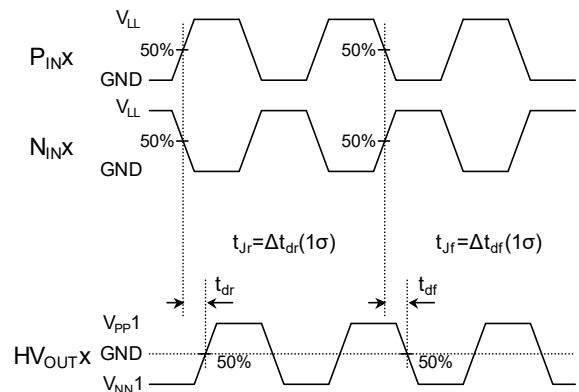 V_LL
P_INX
50%
50%
GND
V_LL
N_INX
50%
50%
GND
t_Jr=Δt_dr(1σ)
t_Jf=Δt_df(1σ)
t_dr
t_df
V_PP1
HV_OUTX
GND
50%
50%
V_NN1